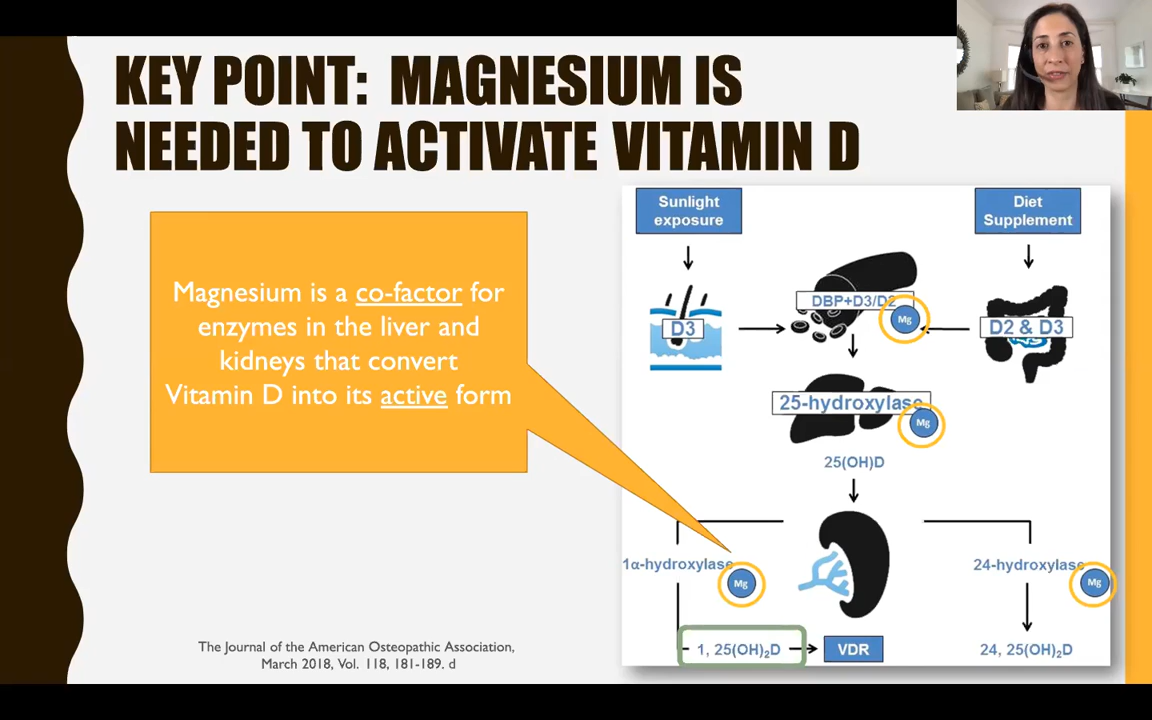 KEY POINT: MAGNESIUM IS
NEEDED TO ACTIVATE VITAMIN D
Magnesium is a co-factor for
enzymes in the liver and
kidneys that convert
Vitamin D into its active form
Sunlight
exposure
Diet
Supplement
DBP+D3/D2
Mg
D3
D2 & D3
25-hydroxylase
Mg
25(OH)D
1α-hydroxylase
Mg
24-hydroxylase
Mg
1, 25(OH)₂D
VDR
24, 25(OH)₂D
The Journal of the American Osteopathic Association,
March 2018, Vol. 118, 181-189. d